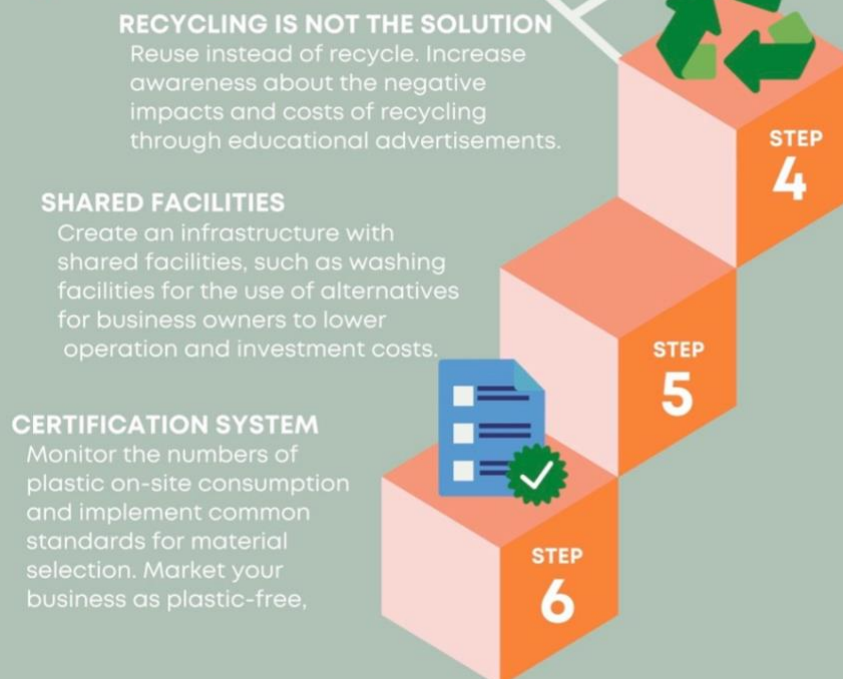 RECYCLING IS NOT THE SOLUTION
Reuse instead of recycle. Increase
awareness about the negative
impacts and costs of recycling
through educational advertisements.
STEP
4
SHARED FACILITIES
Create an infrastructure with
shared facilities, such as washing
facilities for the use of alternatives
for business owners to lower
operation and investment costs.
STEP
5
CERTIFICATION SYSTEM
Monitor the numbers of
plastic on-site consumption
and implement common
standards for material
selection. Market your
business as plastic-free,
STEP
6